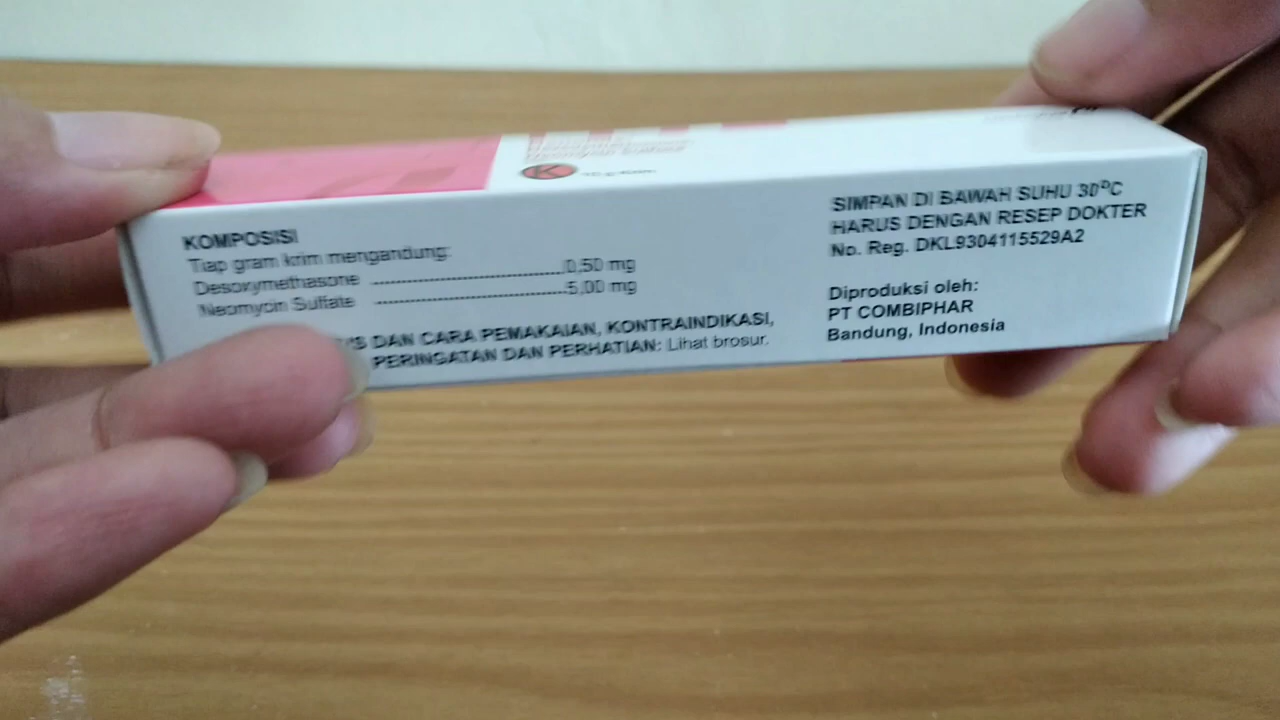 K
KOMPOSISI
Tiap gram krim mengandung:
Desoxymethasone ........................................0,50 mg
Neomycin Sulfate ........................................5,00 mg
DAN CARA PEMAKAIAN, KONTRAINDIKASI,
PERINGATAN DAN PERHATIAN: Lihat brosur.
SIMPAN DI BAWAH SUHU 30°C
HARUS DENGAN RESEP DOKTER
No. Reg. DKL9304115529A2
Diproduksi oleh:
PT COMBIPHAR
Bandung, Indonesia